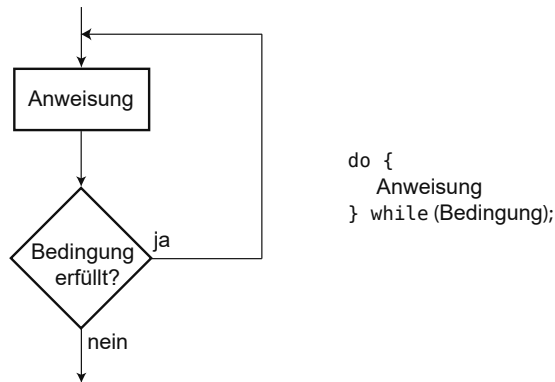 Anweisung
Bedingung
erfüllt?
ja
nein
do {
Anweisung
} while (Bedingung);